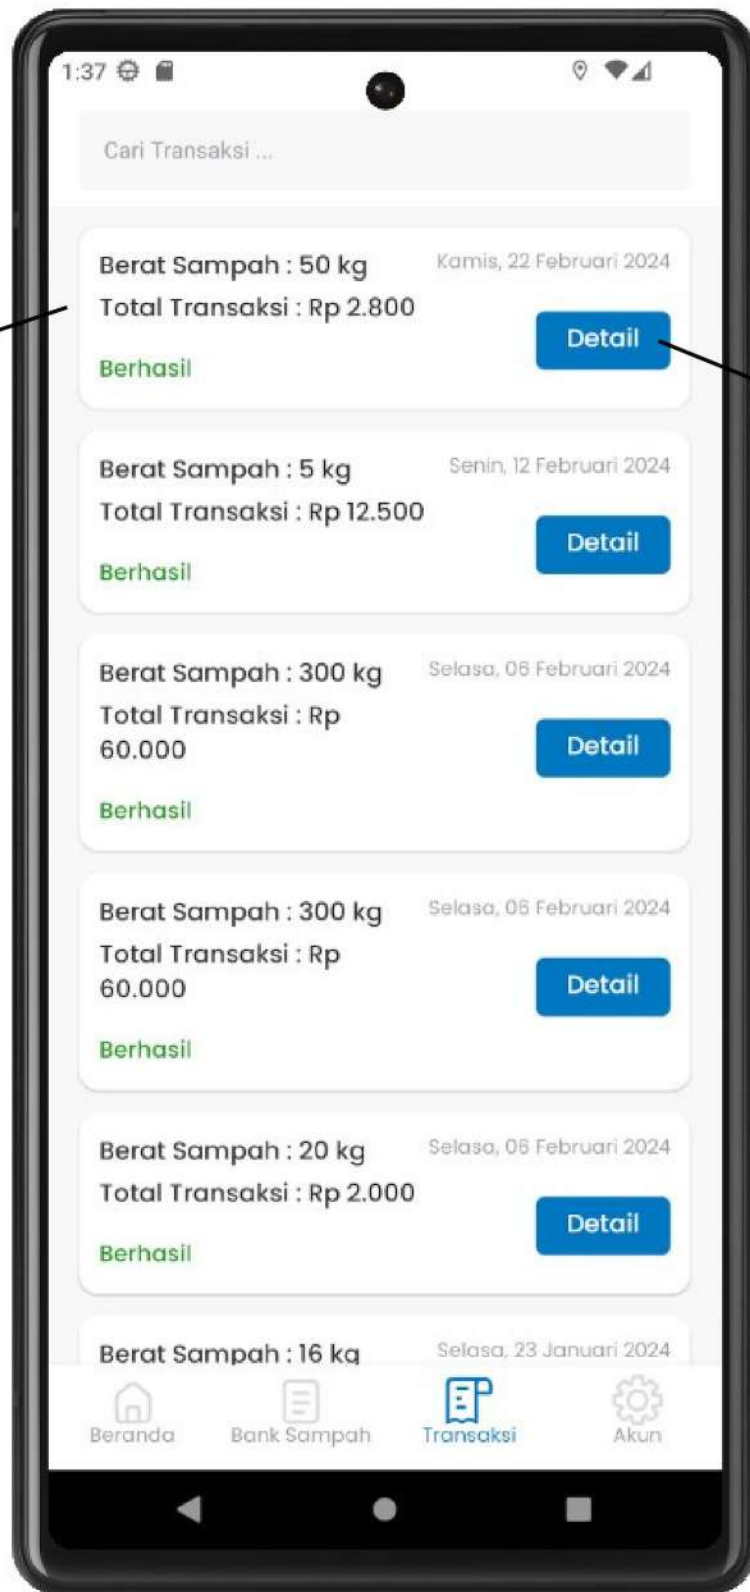 1:37
Cari Transaksi ...
Berat Sampah : 50 kg
Kamis, 22 Februari 2024
Total Transaksi : Rp 2.800
Detail
Berhasil
Berat Sampah : 5 kg
Senin, 12 Februari 2024
Total Transaksi : Rp 12.500
Detail
Berhasil
Berat Sampah : 300 kg
Selasa, 06 Februari 2024
Total Transaksi : Rp
60.000
Detail
Berhasil
Berat Sampah : 300 kg
Selasa, 06 Februari 2024
Total Transaksi : Rp
60.000
Detail
Berhasil
Berat Sampah : 20 kg
Selasa, 06 Februari 2024
Total Transaksi : Rp 2.000
Detail
Berhasil
Berat Sampah : 16 kg
Selasa, 23 Januari 2024
Beranda
Bank Sampah
Transaksi
Akun